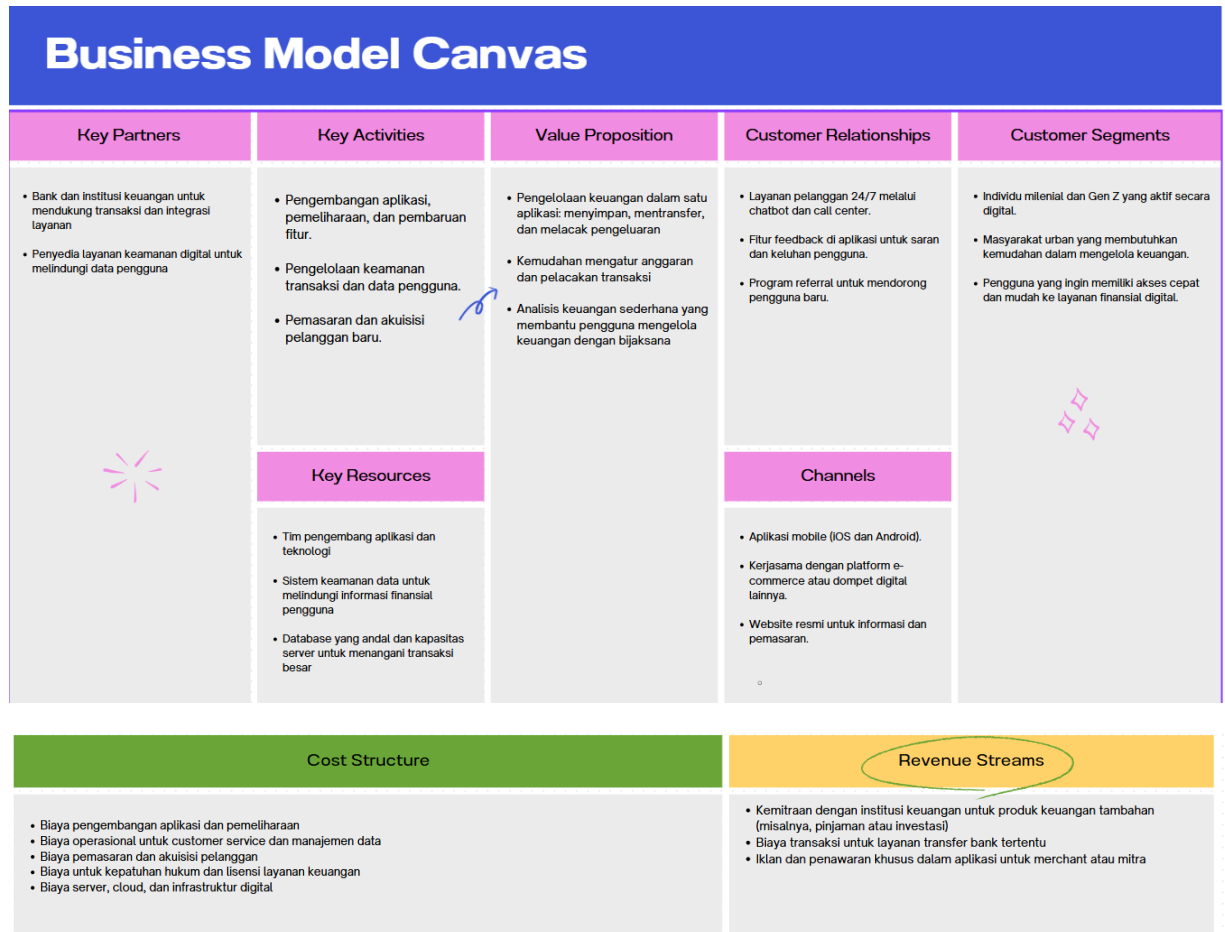 Business Model Canvas
Key Partners
• Bank dan institusi keuangan untuk
mendukung transaksi dan integrasi
layanan
• Penyedia layanan keamanan digital untuk
melindungi data pengguna
Key Activities
• Pengembangan aplikasi,
pemeliharaan, dan pembaruan
fitur.
• Pengelolaan keamanan
transaksi dan data pengguna.
• Pemasaran dan akuisisi
pelanggan baru.
Key Resources
• Tim pengembang aplikasi dan
teknologi
• Sistem keamanan data untuk
melindungi informasi finansial
pengguna
• Database yang andal dan kapasitas
server untuk menangani transaksi
besar
Value Proposition
• Pengelolaan keuangan dalam satu
aplikasi: menyimpan, mentransfer,
dan melacak pengeluaran
• Kemudahan mengatur anggaran
dan pelacakan transaksi
• Analisis keuangan sederhana yang
membantu pengguna mengelola
keuangan dengan bijaksana
Customer Relationships
• Layanan pelanggan 24/7 melalui
chatbot dan call center.
• Fitur feedback di aplikasi untuk saran
dan keluhan pengguna.
• Program referral untuk mendorong
pengguna baru.
Channels
• Aplikasi mobile (iOS dan Android).
• Kerjasama dengan platform e-
commerce atau dompet digital
lainnya.
• Website resmi untuk informasi dan
pemasaran.
Customer Segments
• Individu milenial dan Gen Z yang aktif secara
digital.
• Masyarakat urban yang membutuhkan
kemudahan dalam mengelola keuangan.
• Pengguna yang ingin memiliki akses cepat
dan mudah ke layanan finansial digital.
Cost Structure
• Biaya pengembangan aplikasi dan pemeliharaan
• Biaya operasional untuk customer service dan manajemen data
• Biaya pemasaran dan akuisisi pelanggan
• Biaya untuk kepatuhan hukum dan lisensi layanan keuangan
• Biaya server, cloud, dan infrastruktur digital
Revenue Streams
• Kemitraan dengan institusi keuangan untuk produk keuangan tambahan
(misalnya, pinjaman atau investasi)
• Biaya transaksi untuk layanan transfer bank tertentu
• Iklan dan penawaran khusus dalam aplikasi untuk merchant atau mitra